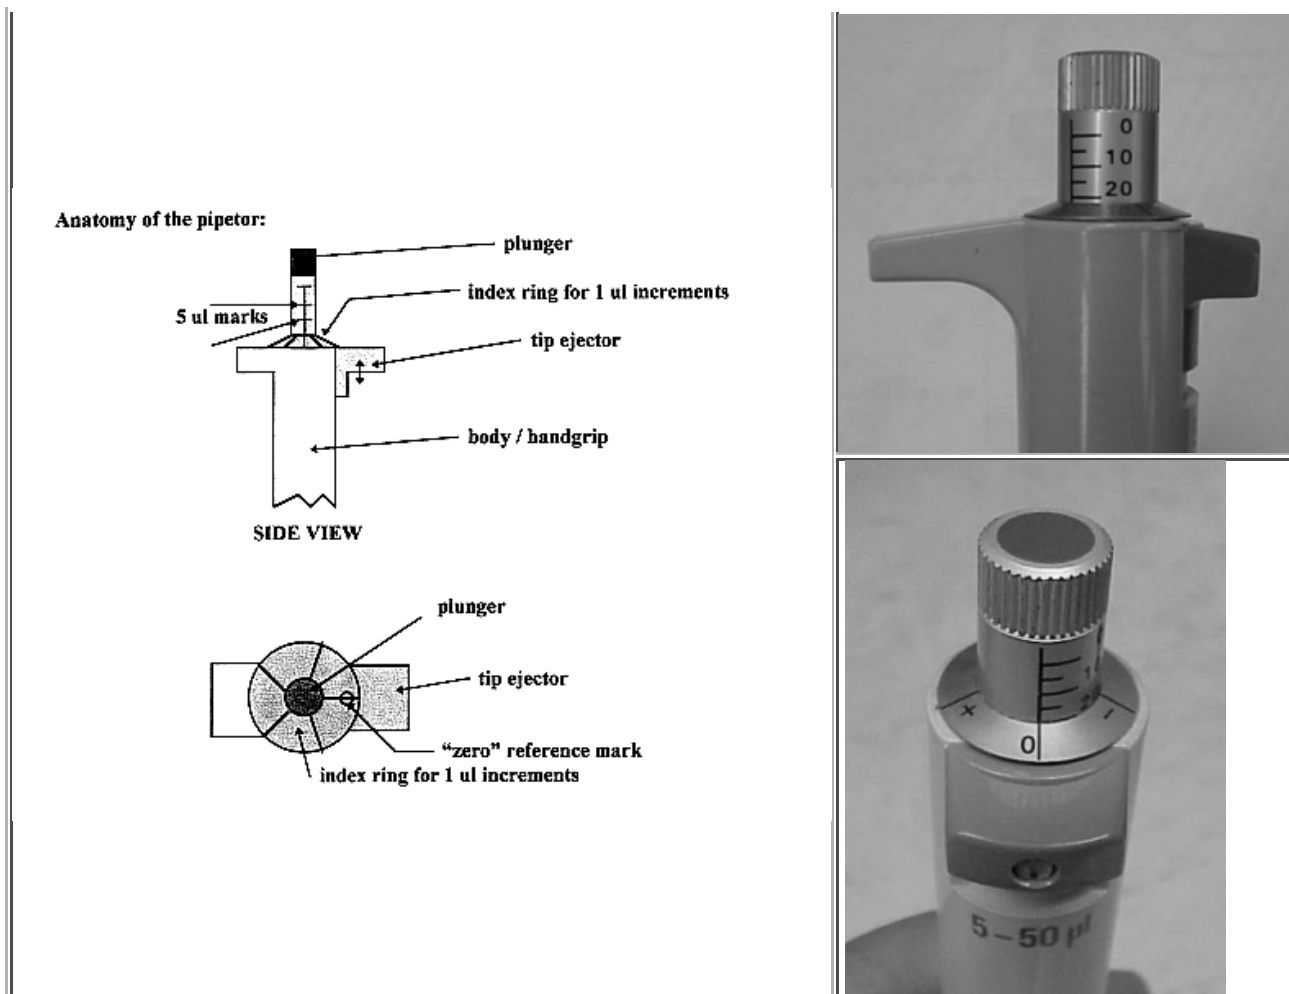 Anatomy of the pipetor:
plunger
index ring for 1 ul increments
5 ul marks
tip ejector
body / handgrip
SIDE VIEW
plunger
tip ejector
"zero" reference mark
index ring for 1 ul increments
0
10
20
+
-
0
5-50 µl